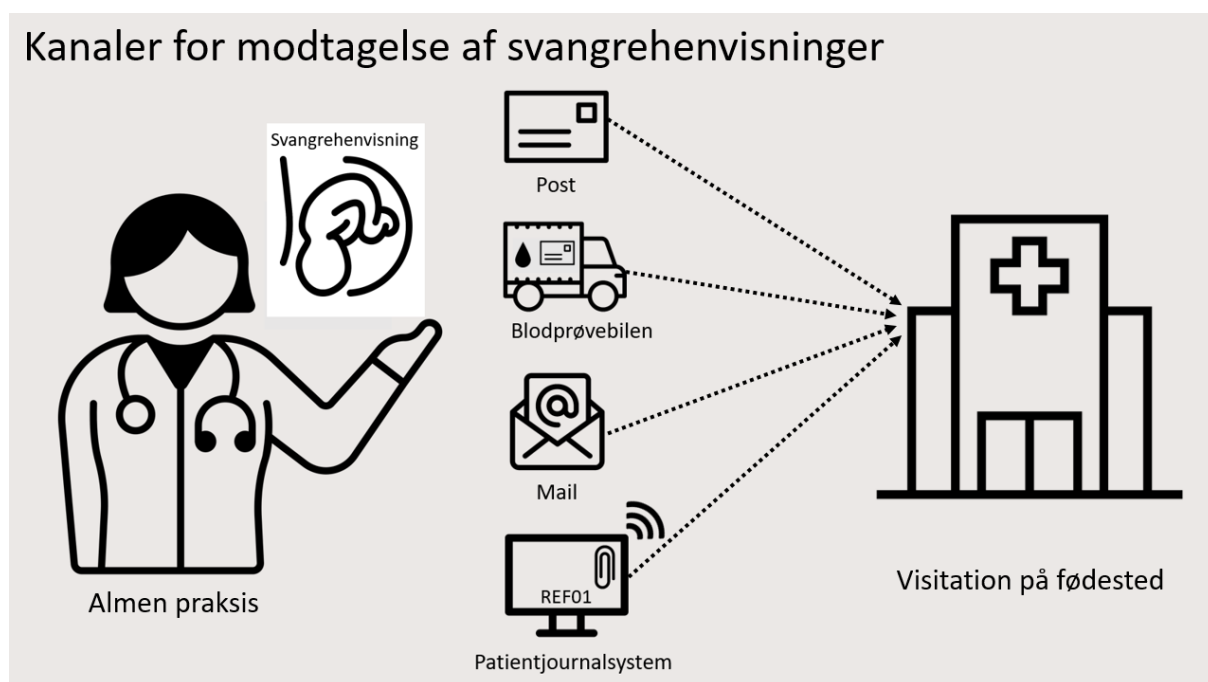 Kanaler for modtagelse af svangrehenvisninger
Svangrehenvisning
Post
Blodprøvebilen
@
Mail
REF01
Patientjournalsystem
Almen praksis
Visitation på fødested